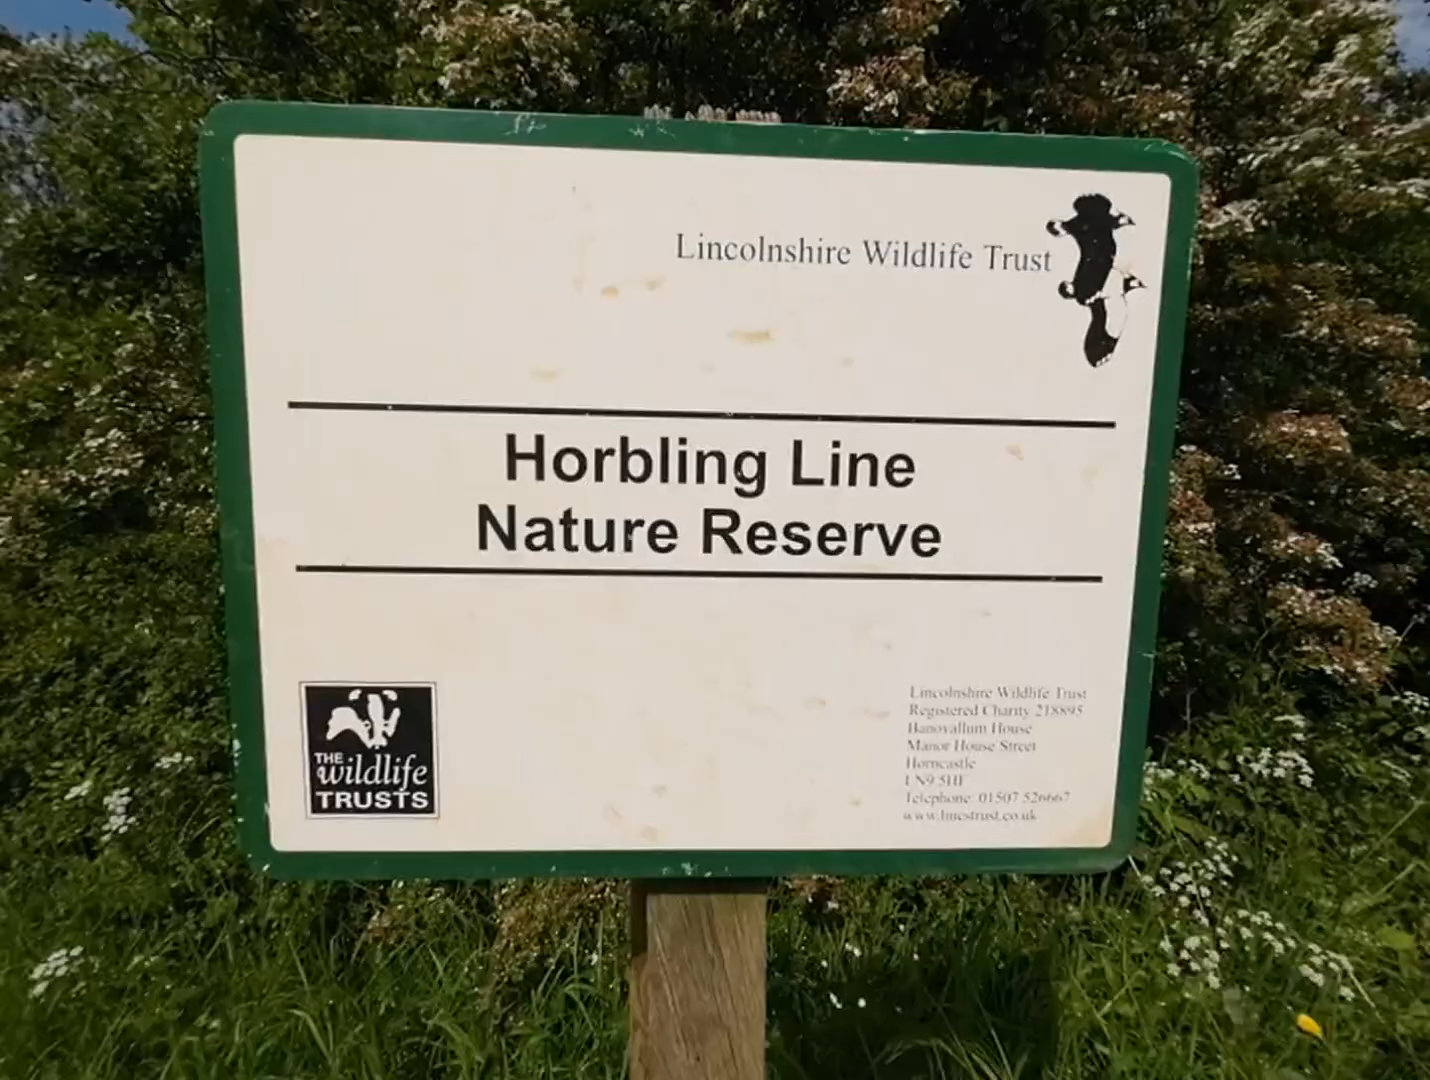 Lincolnshire Wildlife Trust
Horbling Line
Nature Reserve
THE
wildlife
TRUSTS
Lincolnshire Wildlife Trust
Registered Charity 218895
Banovallum House
Manor House Street
Horncastle
LN9 5HF
Telephone: 01507 526667
www.lincstrust.co.uk